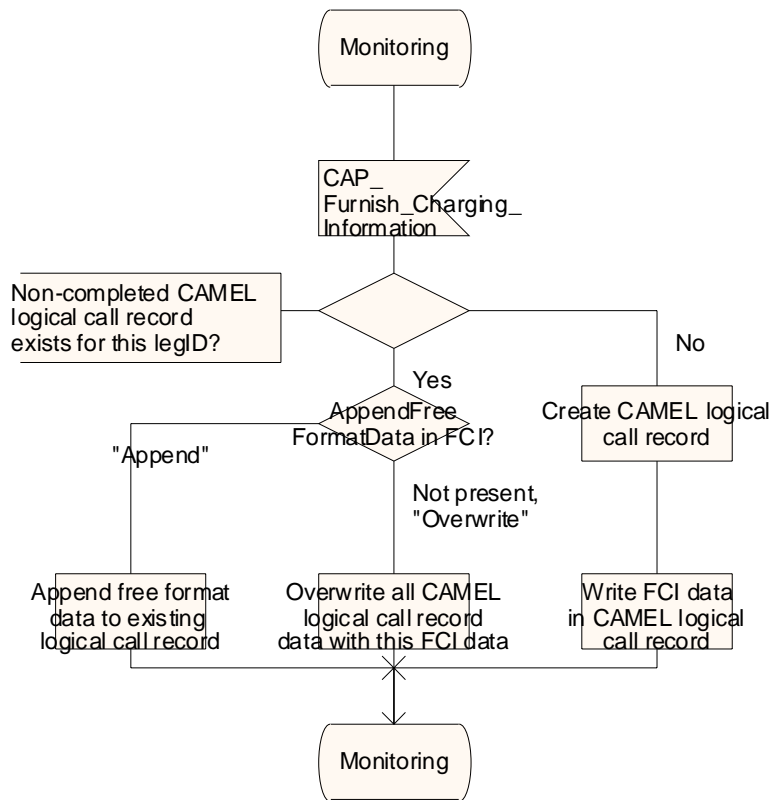 Monitoring
CAP_
Furnish_Charging_
Information
Non-completed CAMEL
logical call record
exists for this legID?
No
Yes
AppendFree
FormatData in FCI?
Create CAMEL logical
call record
"Append"
Not present,
"Overwrite"
Append free format
data to existing
logical call record
Overwrite all CAMEL
logical call record
data with this FCI data
Write FCI data
in CAMEL logical
call record
Monitoring